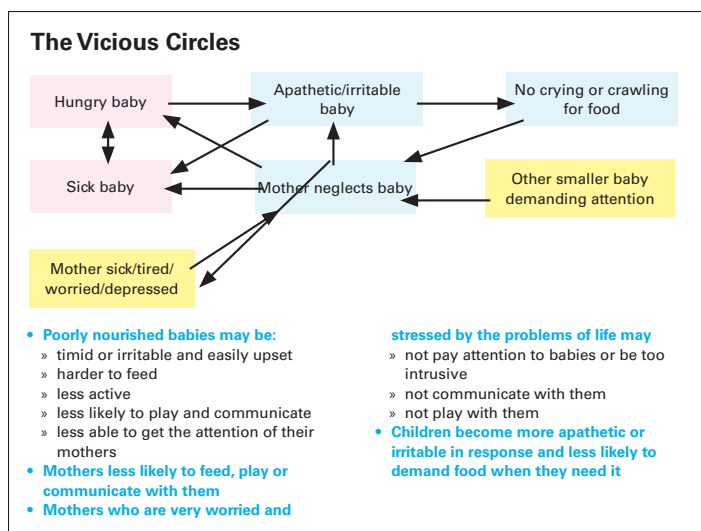 The Vicious Circles
Hungry baby
Apathetic/irritable
baby
No crying or crawling
for food
Sick baby
Mother neglects baby
Other smaller baby
demanding attention
Mother sick/tired/
worried/depressed
• Poorly nourished babies may be:
» timid or irritable and easily upset
» harder to feed
» less active
» less likely to play and communicate
» less able to get the attention of their
mothers
• Mothers less likely to feed, play or
communicate with them
• Mothers who are very worried and
stressed by the problems of life may
» not pay attention to babies or be too
intrusive
» not communicate with them
» not play with them
• Children become more apathetic or
irritable in response and less likely to
demand food when they need it